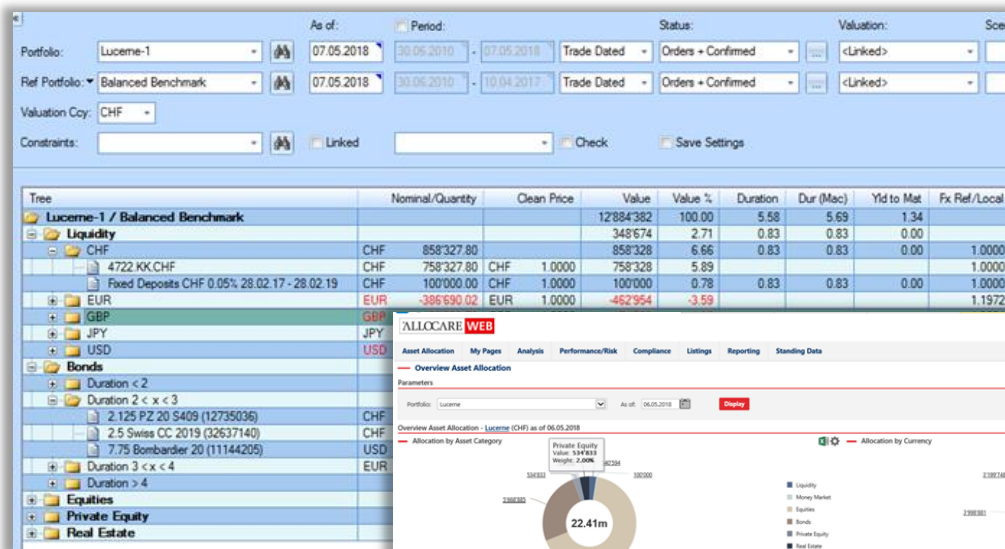 As of: Period: Status: Valuation:
Portfolio: Lucerne-1 07.05.2018 30.06.2010 - 07.05.2018 Trade Dated Orders + Confirmed <Linked>
Ref Portfolio: Balanced Benchmark 07.05.2018 30.06.2010 - 10.04.2017 Trade Dated Orders + Confirmed <Linked>
Valuation Ccy: CHF
Constraints: Linked Check Save Settings
Tree Nominal/Quantity Clean Price Value Value % Duration Dur (Mac) Yld to Mat Fx Ref/Local
Lucerne-1 / Balanced Benchmark 12'884'382 100.00 5.58 5.69 1.34
Liquidity 348'674 2.71 0.83 0.83 0.00
CHF CHF 858'327.80 858'328 6.66 0.83 0.83 0.00 1.0000
4722.KK.CHF CHF 758'327.80 CHF 1.0000 758'328 5.89 1.0000
Fixed Deposits CHF 0.05% 28.02.17 - 28.02.19 CHF 100'000.00 CHF 1.0000 100'000 0.78 0.83 0.83 0.00 1.0000
EUR EUR -386'690.02 EUR 1.0000 -462'954 -3.59 1.1972
GBP GBP
JPY JPY
USD USD
Bonds
Duration < 2
Duration 2 < x < 3
2.125 PZ 20 S409 (12735036) CHF
2.5 Swiss CC 2019 (32637140) CHF
7.75 Bombardier 20 (11144205) USD
Duration 3 < x < 4 EUR
Duration > 4
Equities
Private Equity
Real Estate
ALLOCARE WEB
Asset Allocation My Pages Analysis Performance/Risk Compliance Listings Reporting Standing Data
Overview Asset Allocation
Parameters
Portfolio: Lucerne As of: 06.05.2018 Display
Overview Asset Allocation - Lucerne (CHF) as of 06.05.2018
Allocation by Asset Category Allocation by Currency
Private Equity
Value: 534'833
Weight: 2.00%
534'833 100'000
22.41m
Liquidity
Money Market
Equities
Bonds
Private Equity
Real Estate